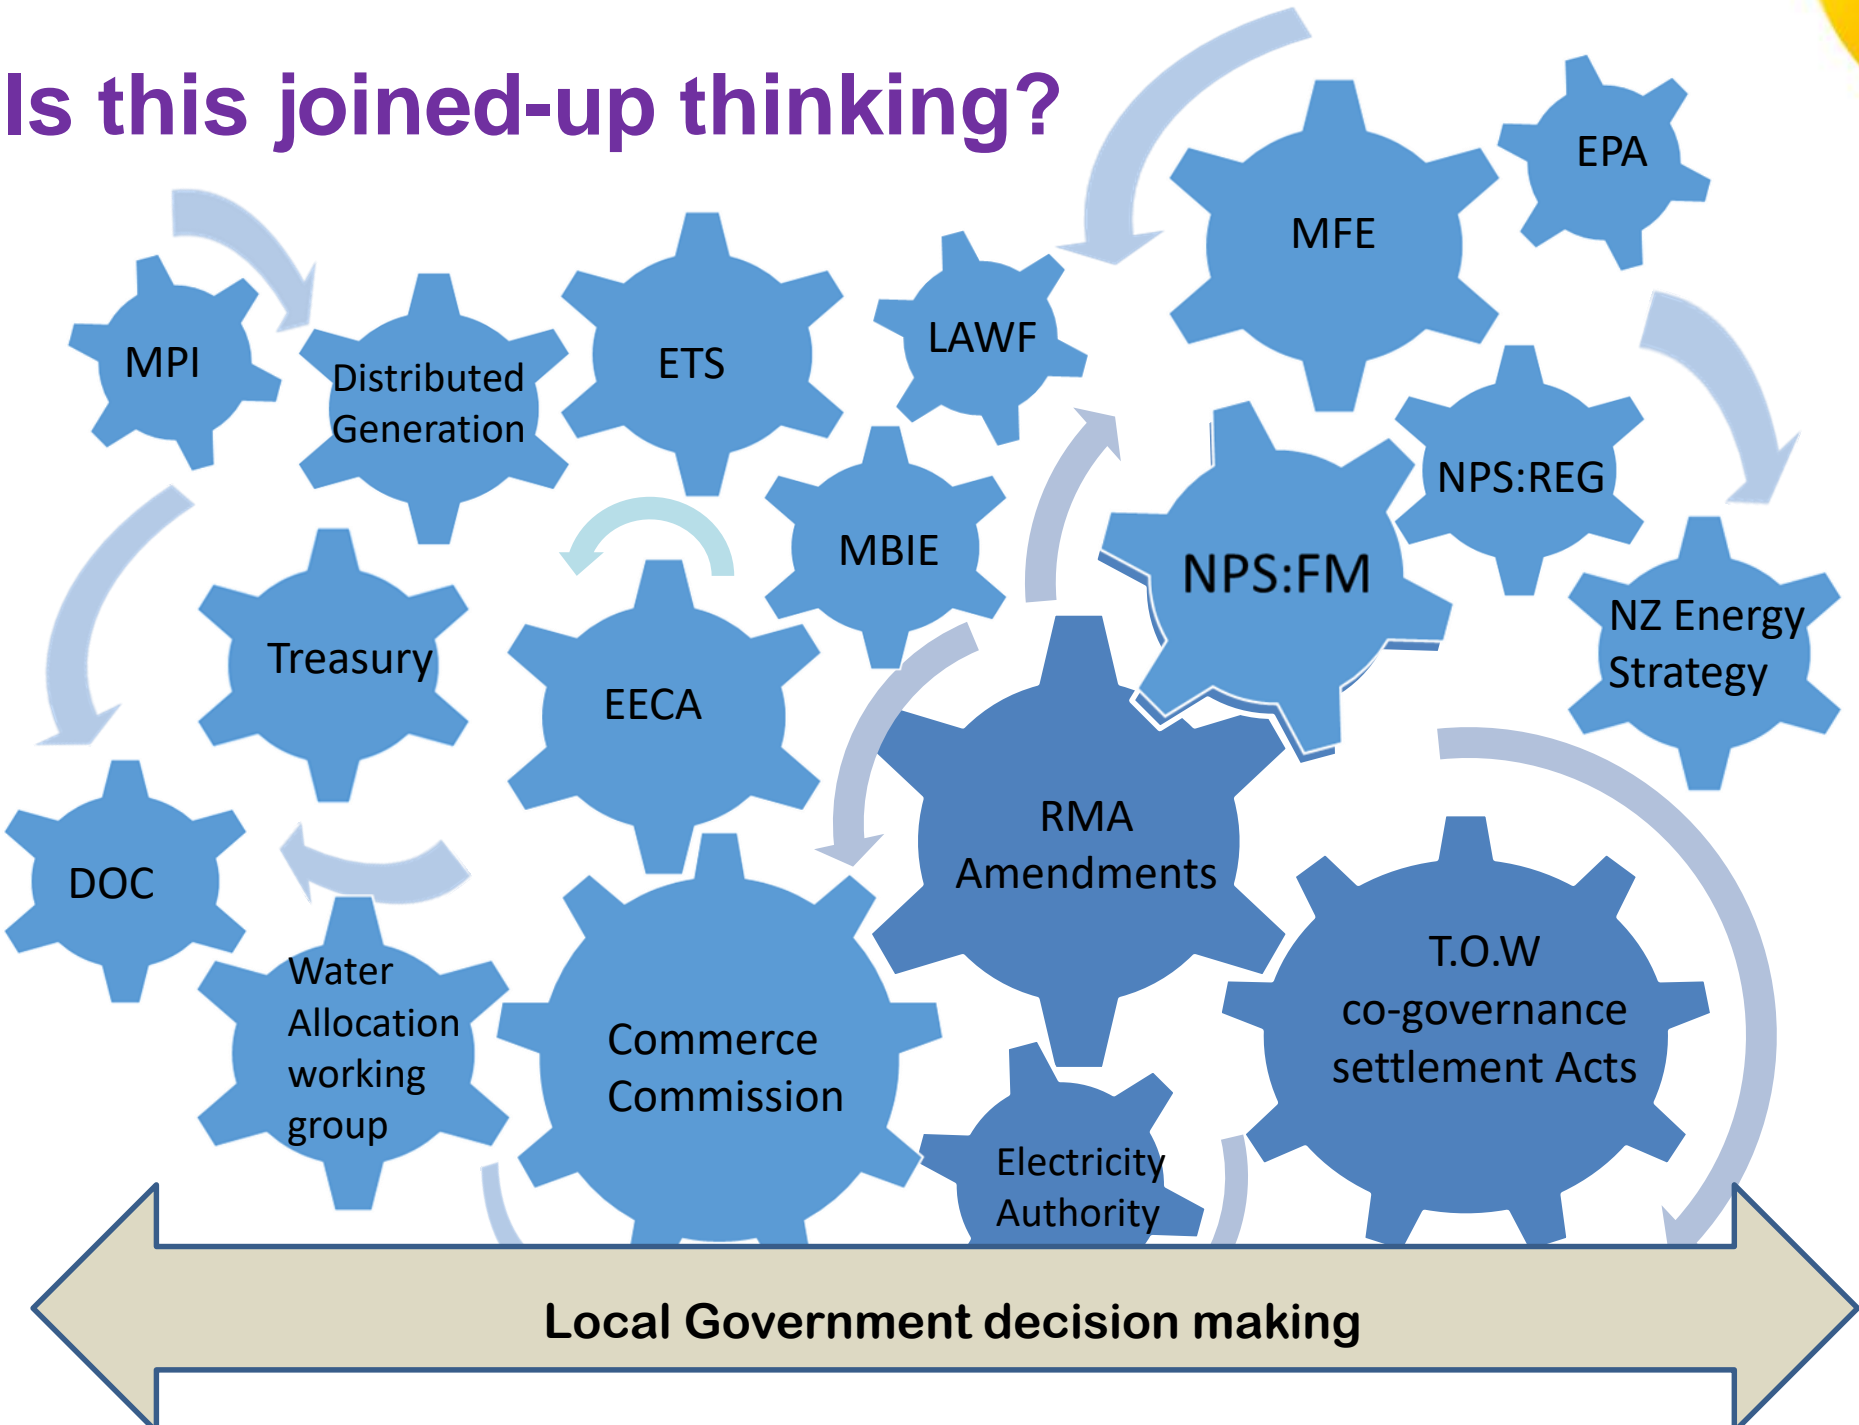 Is this joined-up thinking?
EPA
MFE
MPI
Distributed
Generation
ETS
LAWF
NPS:REG
MBIE
NPS:FM
NZ Energy
Strategy
Treasury
EECA
RMA
Amendments
DOC
Water
Allocation
working
group
Commerce
Commission
T.O.W
co-governance
settlement Acts
Electricity
Authority
Local Government decision making